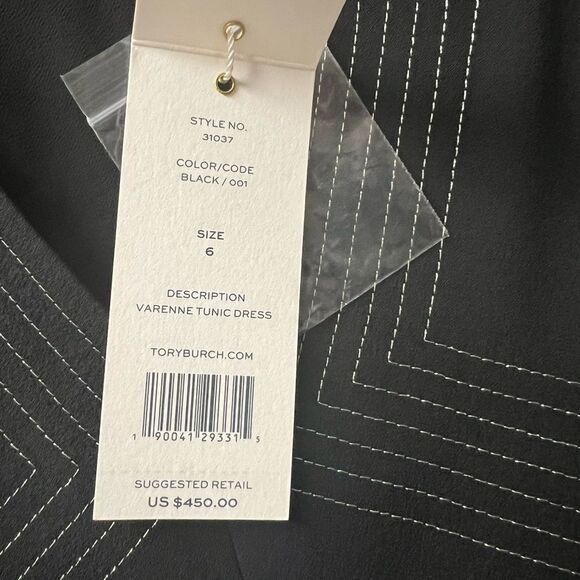 STYLE NO.
31037
COLOR/CODE
BLACK / 001
SIZE
6
DESCRIPTION
VARENNE TUNIC DRESS
TORYBURCH.COM
1 90041 29331 5
SUGGESTED RETAIL
US $450.00